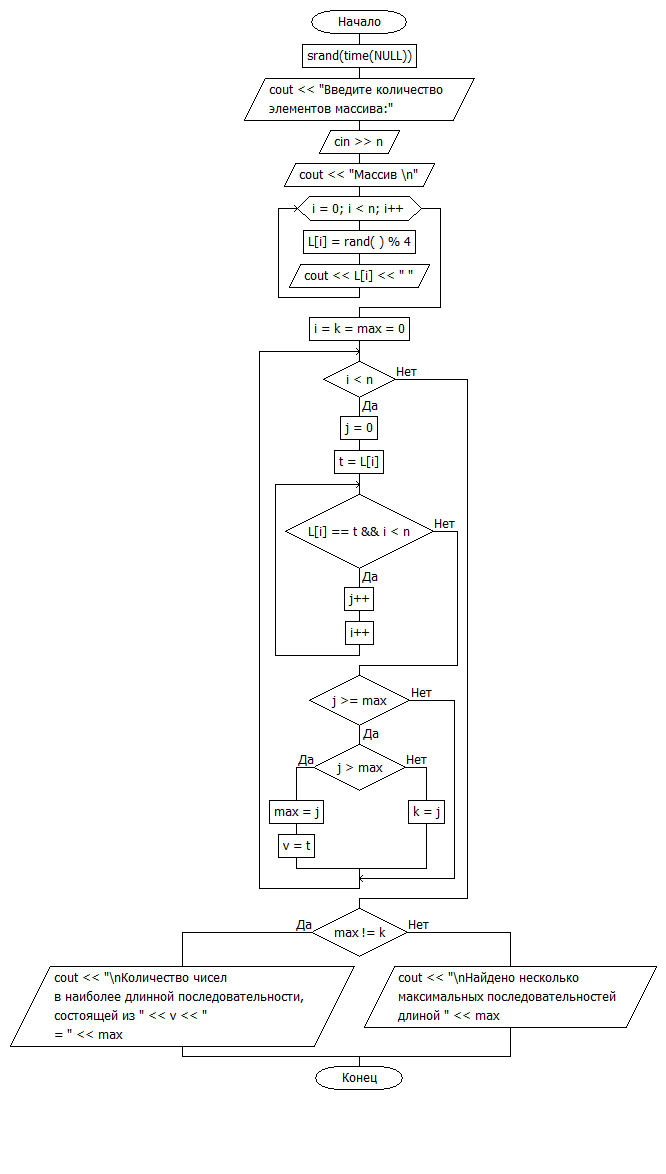 Начало
srand(time(NULL))
cout << "Введите количество
элементов массива:"
cin >> n
cout << "Массив \n"
i = 0; i < n; i++
L[i] = rand( ) % 4
cout << L[i] << " "
i = k = max = 0
i < n
Нет
Да
j = 0
t = L[i]
L[i] == t && i < n
Нет
Да
j++
i++
j >= max
Нет
Да
Да
j > max
Нет
max = j
k = j
v = t
Да
max != k
Нет
cout << "\nКоличество чисел
в наиболее длинной последовательности,
состоящей из " << v << "
= " << max
cout << "\nНайдено несколько
максимальных последовательностей
длиной " << max
Конец